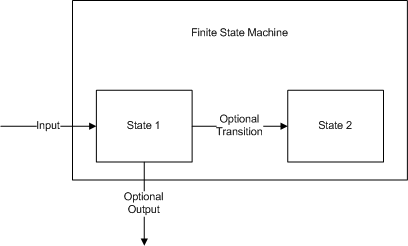 Finite State Machine
Input
State 1
Optional
Transition
State 2
Optional
Output